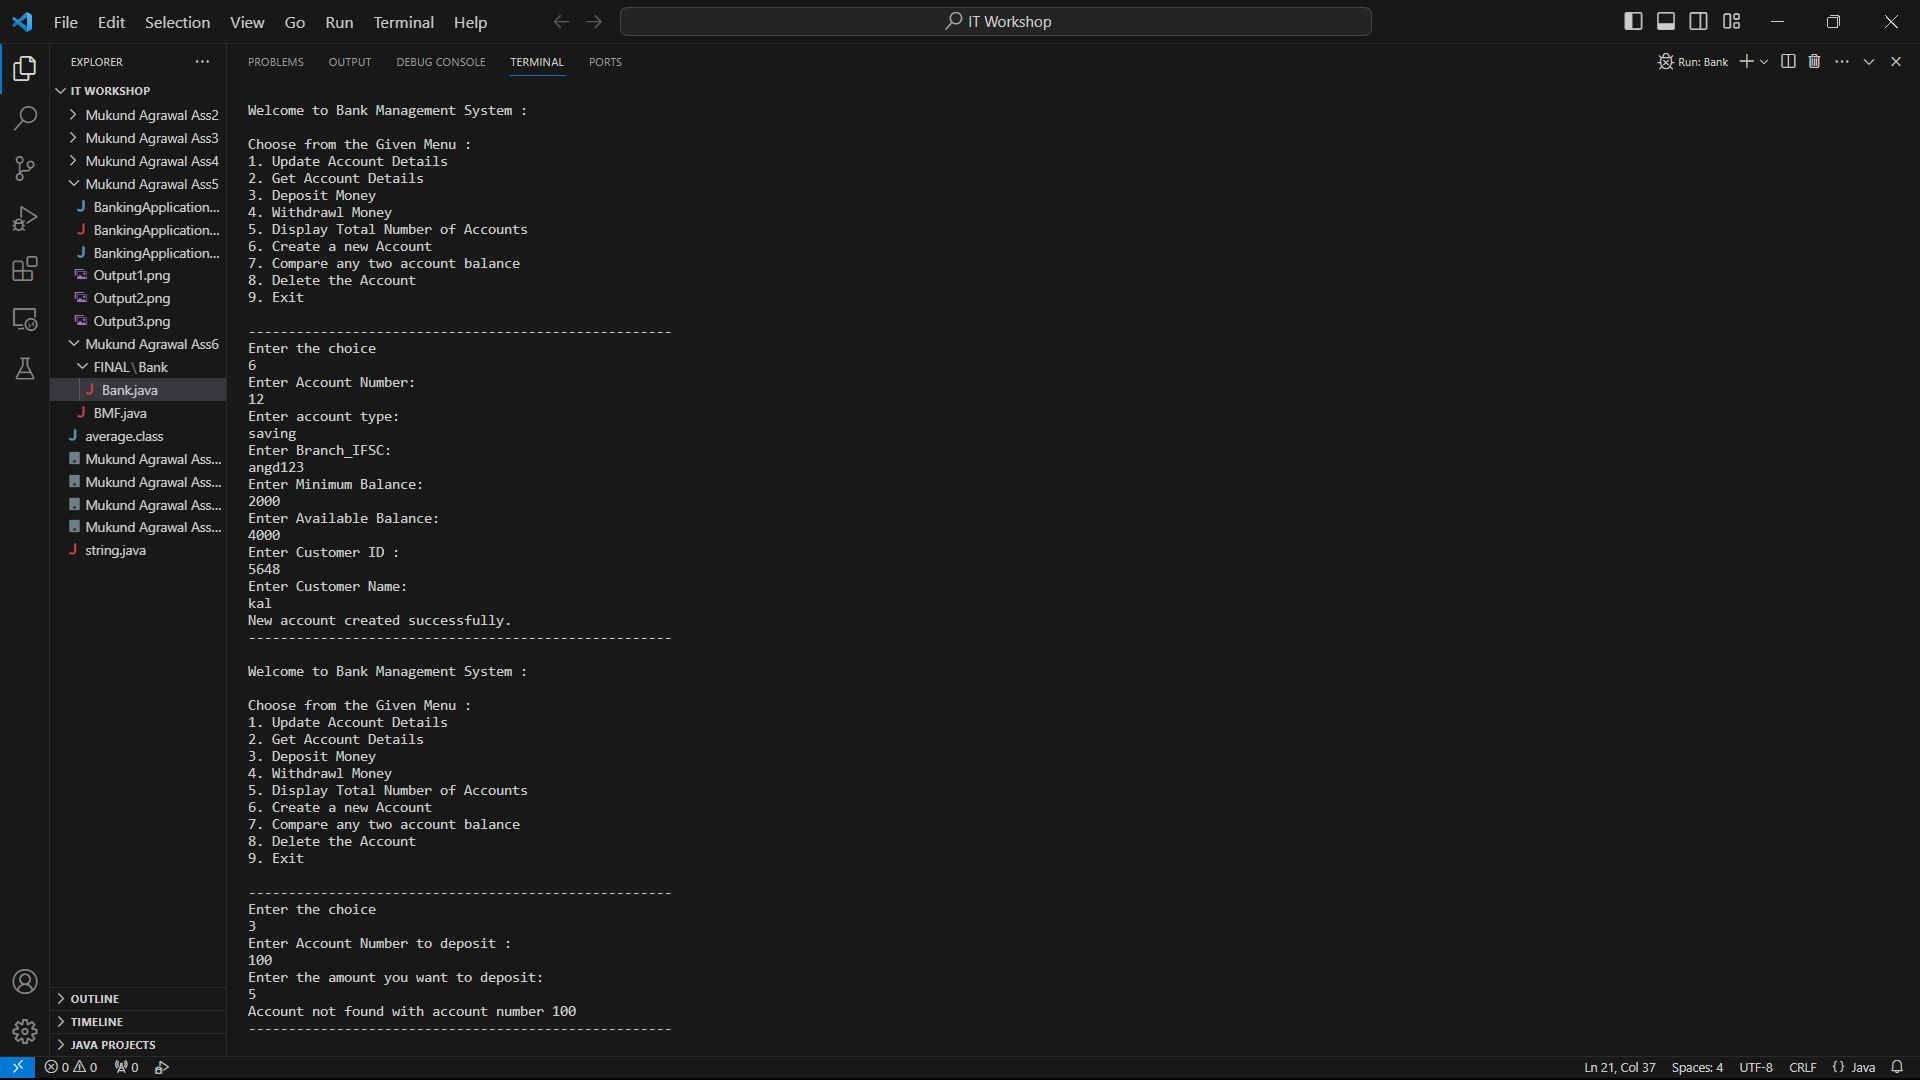 File Edit Selection View Go Run Terminal Help
IT Workshop
EXPLORER
IT WORKSHOP
Mukund Agrawal Ass2
Mukund Agrawal Ass3
Mukund Agrawal Ass4
Mukund Agrawal Ass5
BankingApplication...
BankingApplication...
BankingApplication...
Output1.png
Output2.png
Output3.png
Mukund Agrawal Ass6
FINAL\Bank
Bank.java
BMF.java
average.class
Mukund Agrawal Ass...
Mukund Agrawal Ass...
Mukund Agrawal Ass...
Mukund Agrawal Ass...
string.java
OUTLINE
TIMELINE
JAVA PROJECTS
PROBLEMS OUTPUT DEBUG CONSOLE TERMINAL PORTS
Run: Bank
Welcome to Bank Management System :
Choose from the Given Menu :
1. Update Account Details
2. Get Account Details
3. Deposit Money
4. Withdrawl Money
5. Display Total Number of Accounts
6. Create a new Account
7. Compare any two account balance
8. Delete the Account
9. Exit
-----------------------------------------------------
Enter the choice
6
Enter Account Number:
12
Enter account type:
saving
Enter Branch_IFSC:
angd123
Enter Minimum Balance:
2000
Enter Available Balance:
4000
Enter Customer ID :
5648
Enter Customer Name:
kal
New account created successfully.
-----------------------------------------------------
Welcome to Bank Management System :
Choose from the Given Menu :
1. Update Account Details
2. Get Account Details
3. Deposit Money
4. Withdrawl Money
5. Display Total Number of Accounts
6. Create a new Account
7. Compare any two account balance
8. Delete the Account
9. Exit
-----------------------------------------------------
Enter the choice
3
Enter Account Number to deposit :
100
Enter the amount you want to deposit:
5
Account not found with account number 100
-----------------------------------------------------
0 0 0
Ln 21, Col 37 Spaces: 4 UTF-8 CRLF {} Java